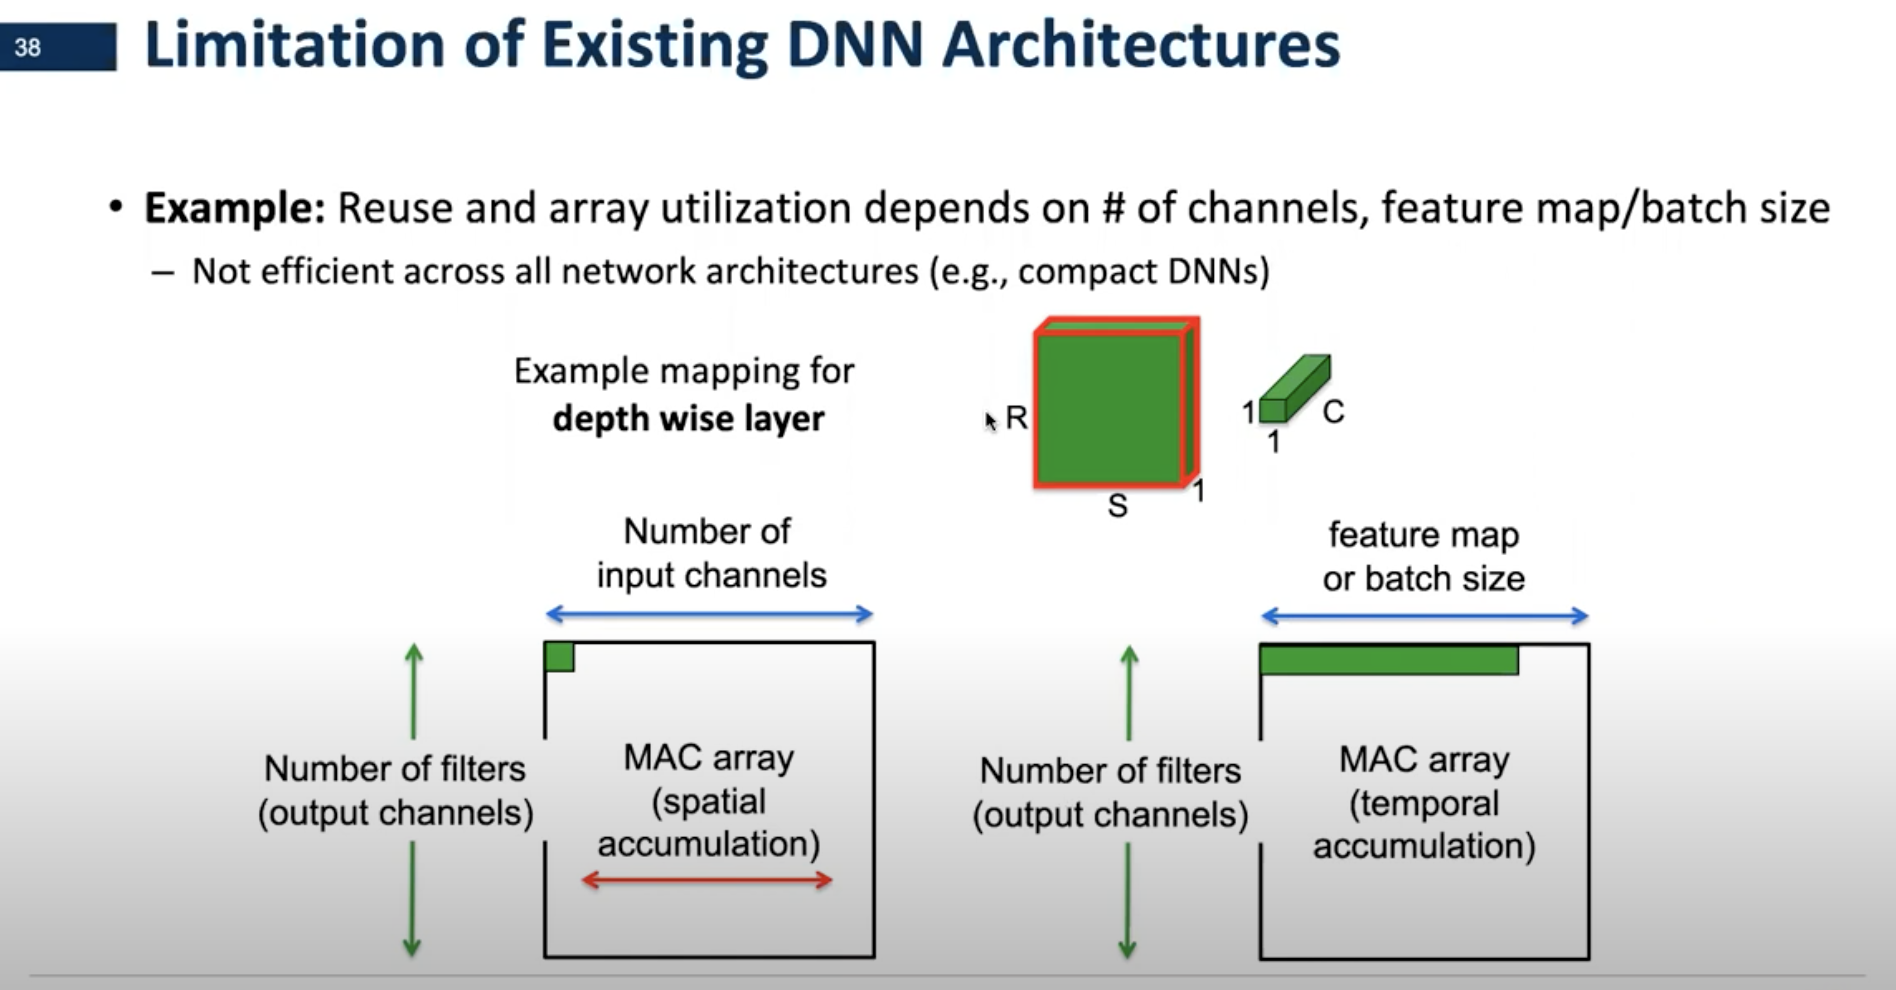 38
Limitation of Existing DNN Architectures
• Example: Reuse and array utilization depends on # of channels, feature map/batch size
– Not efficient across all network architectures (e.g., compact DNNs)
Example mapping for
depth wise layer
R
S
1
1
1
C
Number of
input channels
Number of filters
(output channels)
MAC array
(spatial
accumulation)
feature map
or batch size
Number of filters
(output channels)
MAC array
(temporal
accumulation)